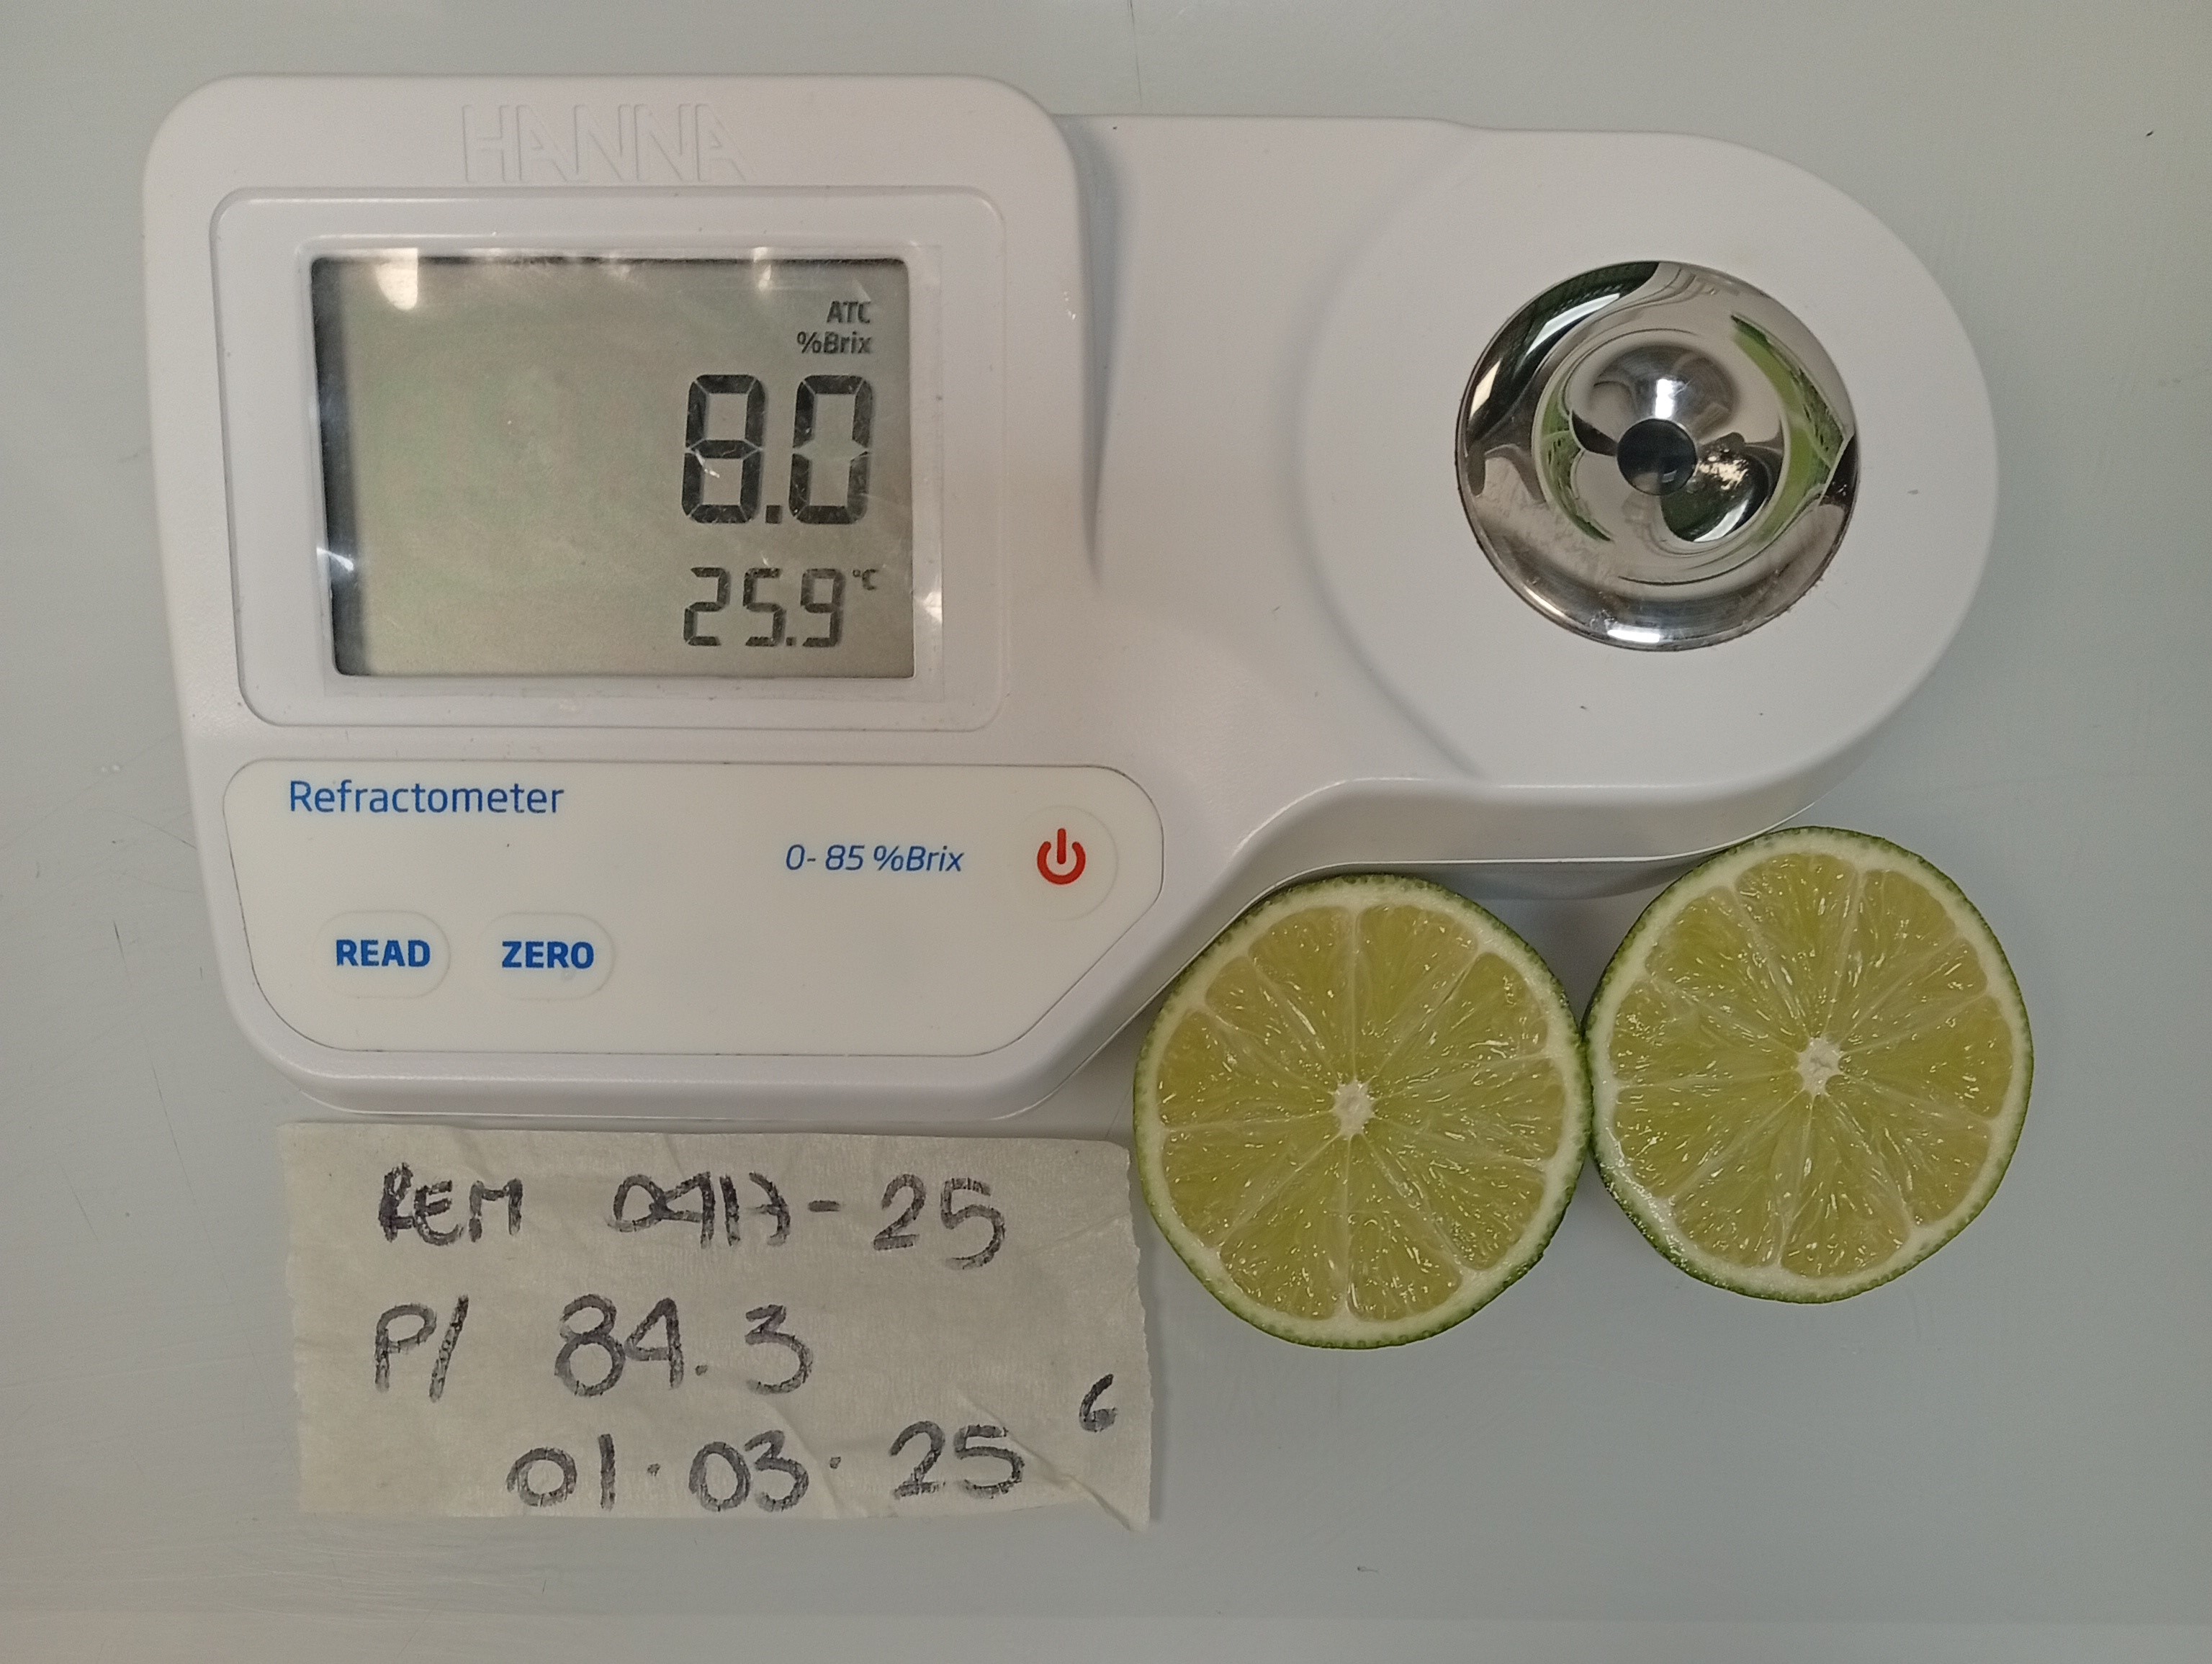 HANNA
ATC
%Brix
8.0
25.9 °C
Refractometer
0- 85 %Brix
READ ZERO
REM 0913-25
P/ 84.3
6
01.03.25